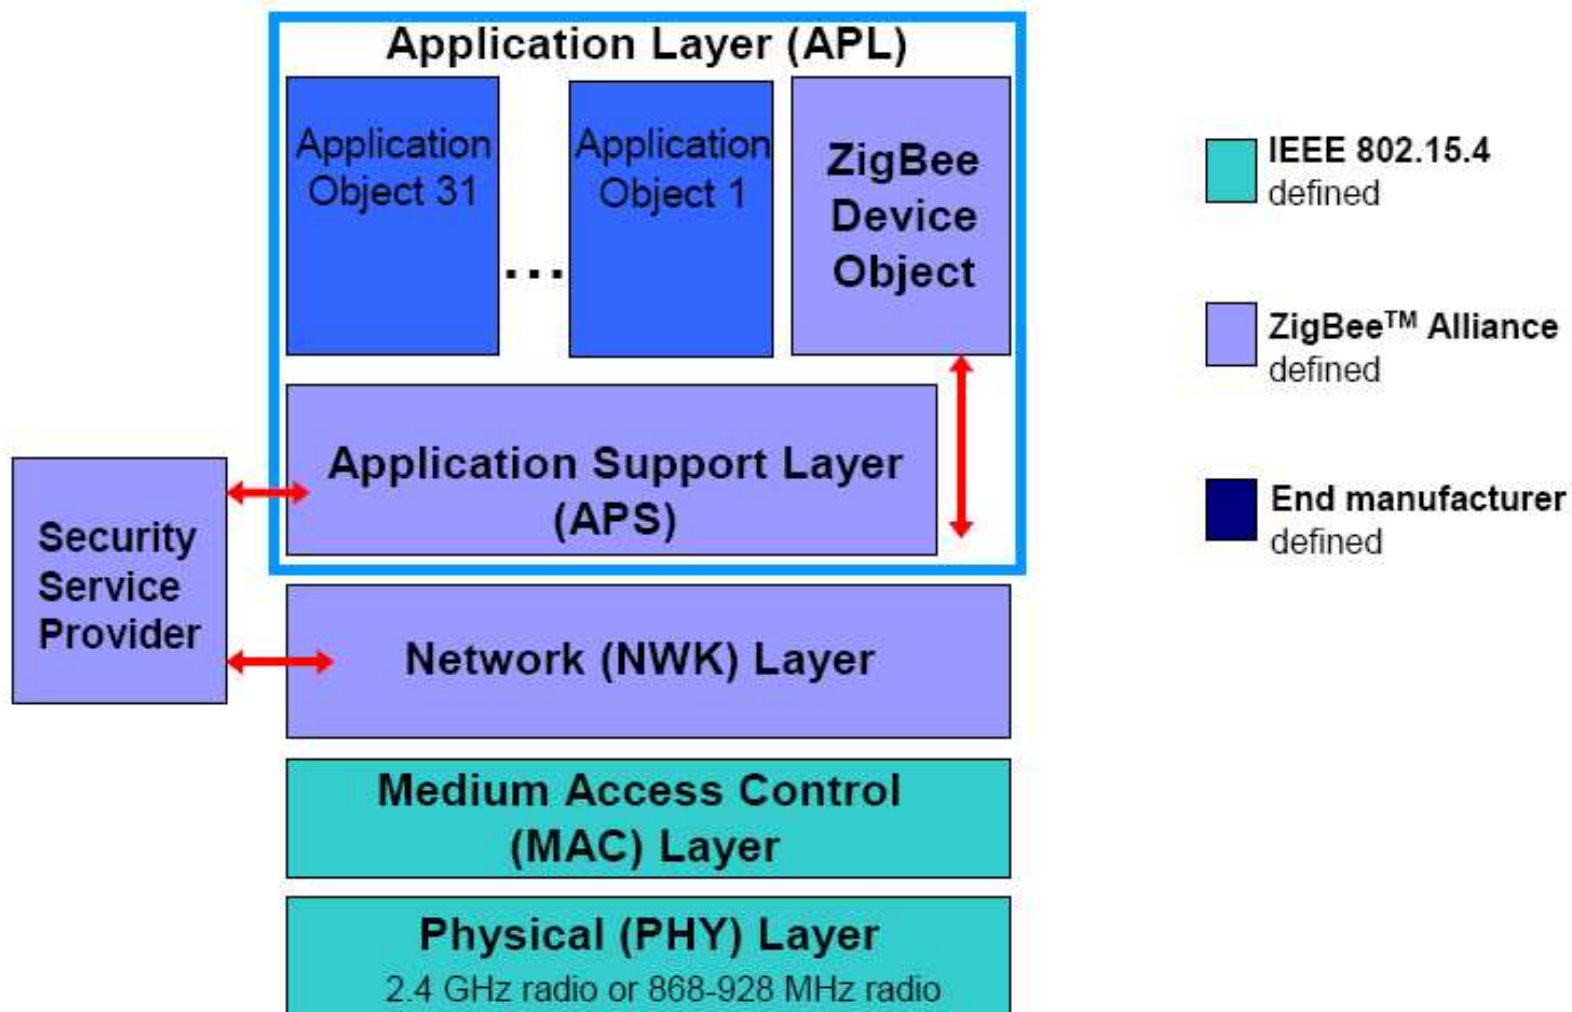 Application Layer (APL)
Application
Object 31
...
Application
Object 1
ZigBee
Device
Object
Application Support Layer
(APS)
Security
Service
Provider
Network (NWK) Layer
Medium Access Control
(MAC) Layer
Physical (PHY) Layer
2.4 GHz radio or 868-928 MHz radio
IEEE 802.15.4
defined
ZigBee™ Alliance
defined
End manufacturer
defined